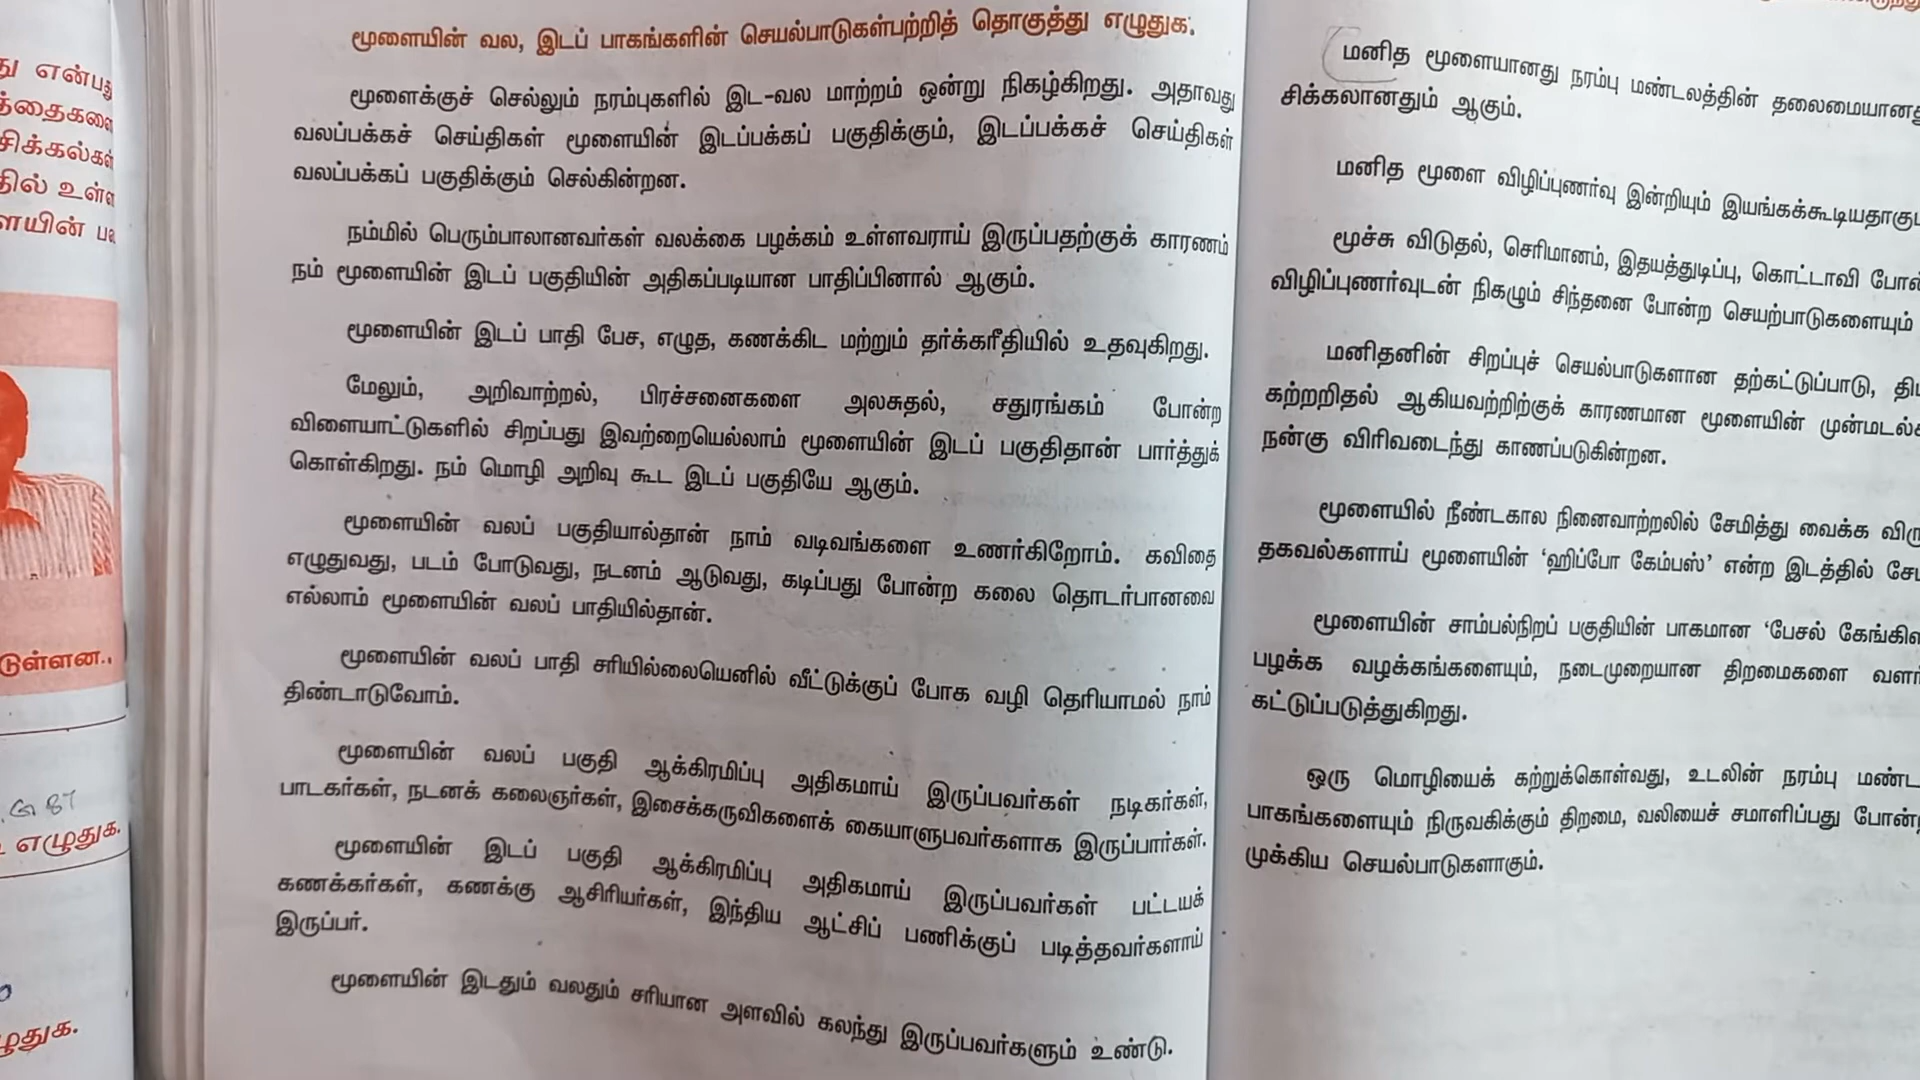 து என்பது
த்தைகளை
சிக்கல்கள்
தில் உள்ள
ளையின் பல
டுள்ளன..
எழுதுக.
ழுதுக.
மூளையின் வல, இடப் பாகங்களின் செயல்பாடுகள்பற்றித் தொகுத்து எழுதுக.
மூளைக்குச் செல்லும் நரம்புகளில் இட-வல மாற்றம் ஒன்று நிகழ்கிறது. அதாவது
வலப்பக்கச் செய்திகள் மூளையின் இடப்பக்கப் பகுதிக்கும், இடப்பக்கச் செய்திகள்
வலப்பக்கப் பகுதிக்கும் செல்கின்றன.
நம்மில் பெரும்பாலானவர்கள் வலக்கை பழக்கம் உள்ளவராய் இருப்பதற்குக் காரணம்
நம் மூளையின் இடப் பகுதியின் அதிகப்படியான பாதிப்பினால் ஆகும்.
மூளையின் இடப் பாதி பேச, எழுத, கணக்கிட மற்றும் தர்க்கரீதியில் உதவுகிறது.
மேலும், அறிவாற்றல், பிரச்சனைகளை அலசுதல், சதுரங்கம் போன்ற
விளையாட்டுகளில் சிறப்பது இவற்றையெல்லாம் மூளையின் இடப் பகுதிதான் பார்த்துக்
கொள்கிறது. நம் மொழி அறிவு கூட இடப் பகுதியே ஆகும்.
மூளையின் வலப் பகுதியால்தான் நாம் வடிவங்களை உணர்கிறோம். கவிதை
எழுதுவது, படம் போடுவது, நடனம் ஆடுவது, கடிப்பது போன்ற கலை தொடர்பானவை
எல்லாம் மூளையின் வலப் பாதியில்தான்.
மூளையின் வலப் பாதி சரியில்லையெனில் வீட்டுக்குப் போக வழி தெரியாமல் நாம்
திண்டாடுவோம்.
மூளையின் வலப் பகுதி ஆக்கிரமிப்பு அதிகமாய் இருப்பவர்கள் நடிகர்கள்,
பாடகர்கள், நடனக் கலைஞர்கள், இசைக்கருவிகளைக் கையாளுபவர்களாக இருப்பார்கள்.
மூளையின் இடப் பகுதி ஆக்கிரமிப்பு அதிகமாய் இருப்பவர்கள் பட்டயக்
கணக்கர்கள், கணக்கு ஆசிரியர்கள், இந்திய ஆட்சிப் பணிக்குப் படித்தவர்களாய்
இருப்பர்.
மூளையின் இடதும் வலதும் சரியான அளவில் கலந்து இருப்பவர்களும் உண்டு.
மனித மூளையானது நரம்பு மண்டலத்தின் தலைமையானது
சிக்கலானதும் ஆகும்.
மனித மூளை விழிப்புணர்வு இன்றியும் இயங்கக்கூடியதாகும்
மூச்சு விடுதல், செரிமானம், இதயத்துடிப்பு, கொட்டாவி போன்
விழிப்புணர்வுடன் நிகழும் சிந்தனை போன்ற செயற்பாடுகளையும்
மனிதனின் சிறப்புச் செயல்பாடுகளான தற்கட்டுப்பாடு, திட்
கற்றறிதல் ஆகியவற்றிற்குக் காரணமான மூளையின் முன்மடல்க
நன்கு விரிவடைந்து காணப்படுகின்றன.
மூளையில் நீண்டகால நினைவாற்றலில் சேமித்து வைக்க விரு
தகவல்களாய் மூளையின் ‘ஹிப்போ கேம்பஸ்’ என்ற இடத்தில் சேம
மூளையின் சாம்பல்நிறப் பகுதியின் பாகமான ‘பேசல் கேங்கிலி
பழக்க வழக்கங்களையும், நடைமுறையான திறமைகளை வளர்
கட்டுப்படுத்துகிறது.
ஒரு மொழியைக் கற்றுக்கொள்வது, உடலின் நரம்பு மண்ட
பாகங்களையும் நிருவகிக்கும் திறமை, வலியைச் சமாளிப்பது போன்ற
முக்கிய செயல்பாடுகளாகும்.